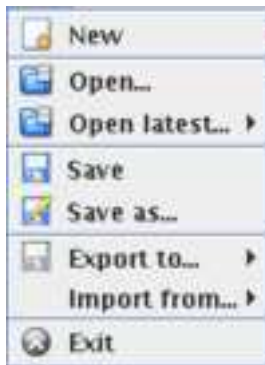 New
Open...
Open latest...
Save
Save as...
Export to...
Import from...
Exit